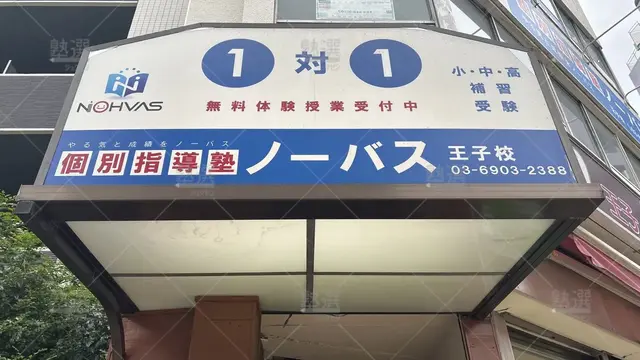 1 対 1
NOHVAS
小・中・高
補習
受験
無料体験授業受付中
やる気と成績をノーバス
個別指導塾 ノーバス
王子校
03-6903-2388
塾選